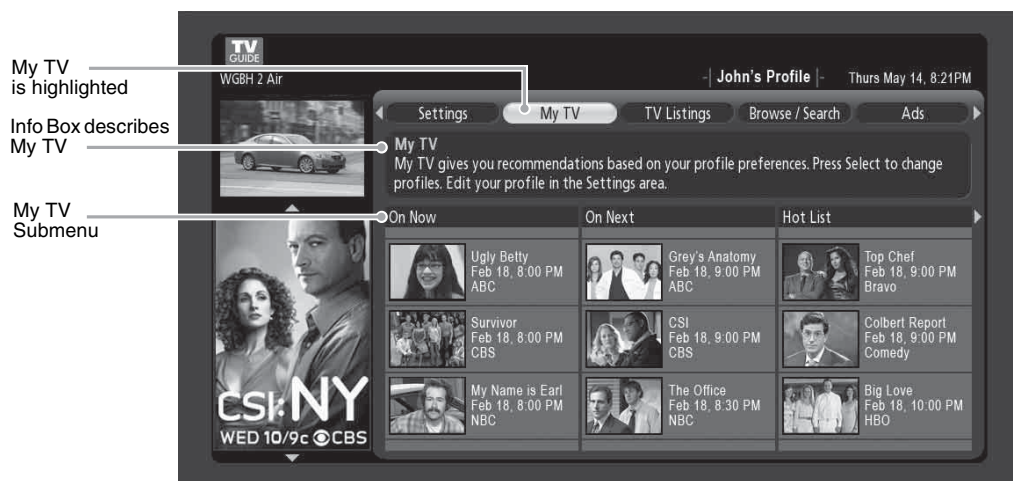 My TV
is highlighted
Info Box describes
My TV
My TV
Submenu
TV
GUIDE
WGBH 2 Air
-| John's Profile |-
Thurs May 14, 8:21PM
Settings
My TV
TV Listings
Browse / Search
Ads
My TV
My TV gives you recommendations based on your profile preferences. Press Select to change
profiles. Edit your profile in the Settings area.
On Now
On Next
Hot List
Ugly Betty
Feb 18, 8:00 PM
ABC
Grey's Anatomy
Feb 18, 9:00 PM
ABC
Top Chef
Feb 18, 9:00 PM
Bravo
Survivor
Feb 18, 8:00 PM
CBS
CSI
Feb 18, 9:00 PM
CBS
Colbert Report
Feb 18, 9:00 PM
Comedy
My Name is Earl
Feb 18, 8:00 PM
NBC
The Office
Feb 18, 8:30 PM
NBC
Big Love
Feb 18, 10:00 PM
HBO
CSI: NY
WED 10/9c CBS